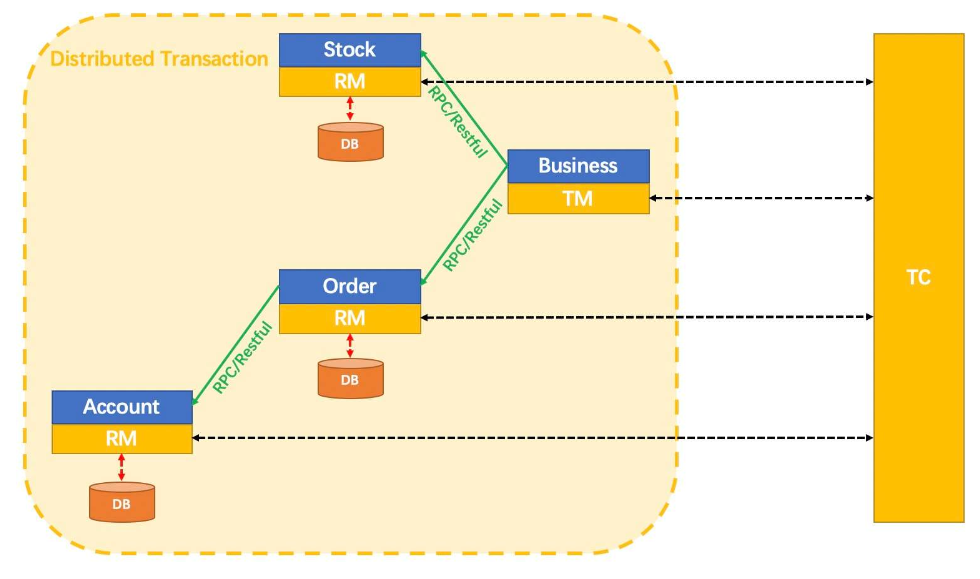 Distributed Transaction
Stock
RM
DB
RPC/Restful
Business
TM
RPC/Restful
TC
Order
RM
DB
RPC/Restful
Account
RM
DB